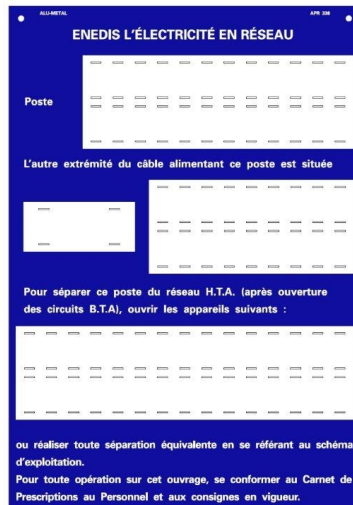 ALU-METAL APR 336
ENEDIS L'ÉLECTRICITÉ EN RÉSEAU
Poste
L'autre extrémité du câble alimentant ce poste est située
Pour séparer ce poste du réseau H.T.A. (après ouverture
des circuits B.T.A), ouvrir les appareils suivants :
ou réaliser toute séparation équivalente en se référant au schéma
d'exploitation.
Pour toute opération sur cet ouvrage, se conformer au Carnet de
Prescriptions au Personnel et aux consignes en vigueur.